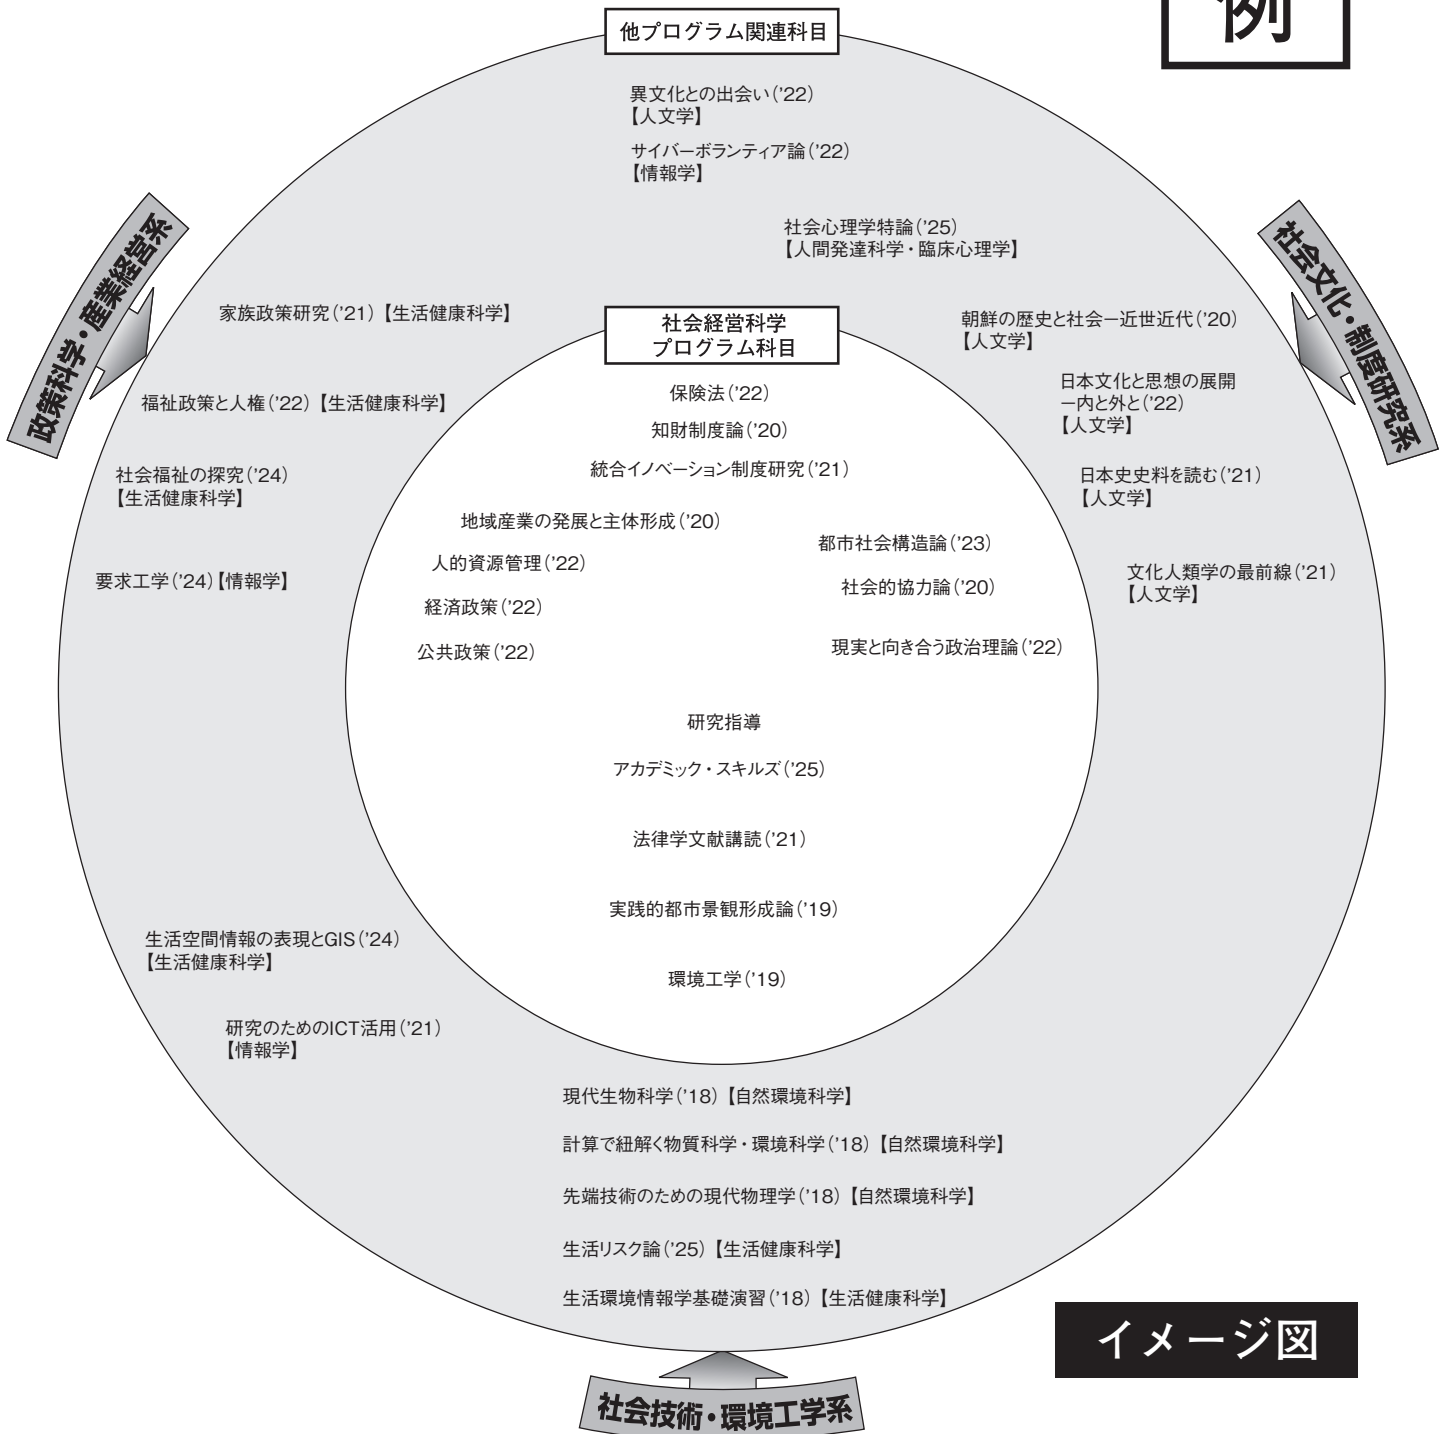 例
他プログラム関連科目
異文化との出会い('22)
【人文学】
サイバーボランティア論('22)
【情報学】
社会心理学特論('25)
【人間発達科学・臨床心理学】
政策科学・産業経営系
社会文化・制度研究系
家族政策研究('21)【生活健康科学】
福祉政策と人権('22)【生活健康科学】
社会福祉の探究('24)
【生活健康科学】
要求工学('24)【情報学】
朝鮮の歴史と社会ー近世近代('20)
【人文学】
日本文化と思想の展開
ー内と外と('22)
【人文学】
日本史史料を読む('21)
【人文学】
文化人類学の最前線('21)
【人文学】
社会経営科学
プログラム科目
保険法('22)
知財制度論('20)
統合イノベーション制度研究('21)
地域産業の発展と主体形成('20)
人的資源管理('22)
経済政策('22)
公共政策('22)
都市社会構造論('23)
社会的協力論('20)
現実と向き合う政治理論('22)
研究指導
アカデミック・スキルズ('25)
法律学文献講読('21)
実践的都市景観形成論('19)
環境工学('19)
生活空間情報の表現とGIS('24)
【生活健康科学】
研究のためのICT活用('21)
【情報学】
現代生物科学('18)【自然環境科学】
計算で紐解く物質科学・環境科学('18)【自然環境科学】
先端技術のための現代物理学('18)【自然環境科学】
生活リスク論('25)【生活健康科学】
生活環境情報学基礎演習('18)【生活健康科学】
イメージ図
社会技術・環境工学系